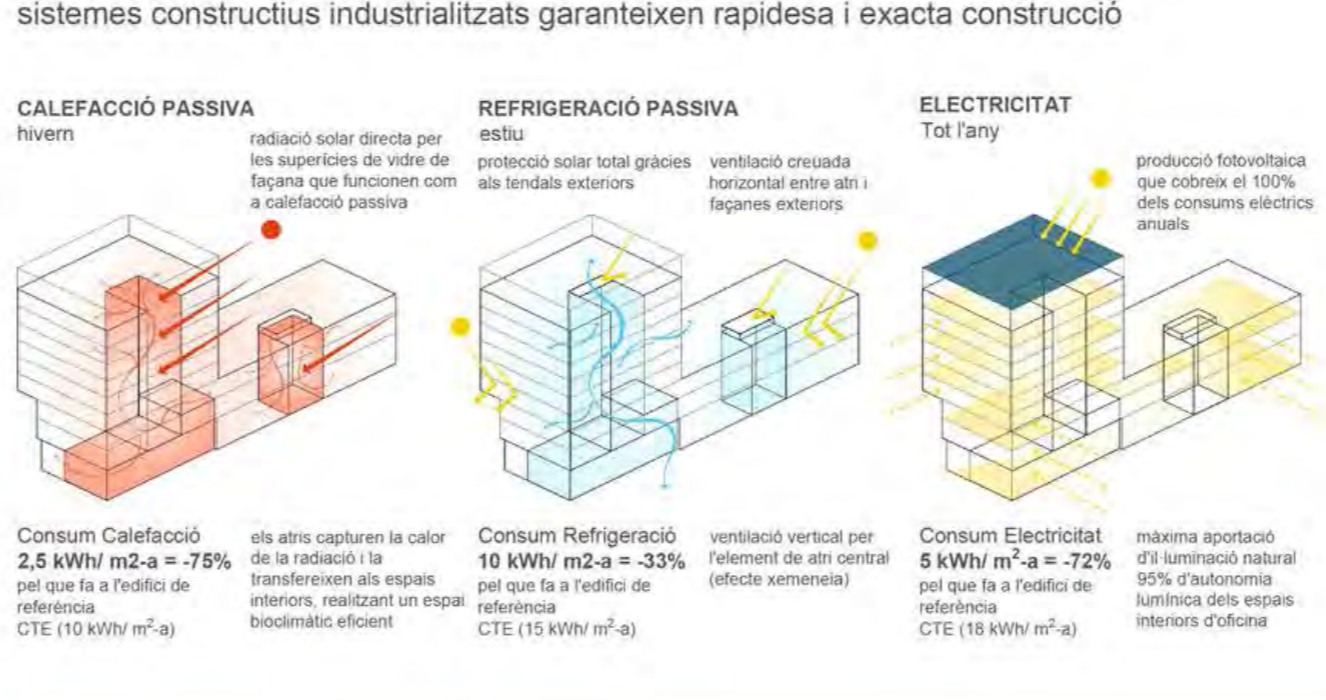 sistemes constructius industrialitzats garanteixen rapidesa i exacta construcció
CALEFACCIÓ PASSIVA
hivern
radiació solar directa per
les superícies de vidre de
façana que funcionen com
a calefacció passiva
REFRIGERACIÓ PASSIVA
estiu
protecció solar total gràcies
als tendals exteriors
ventilació creuada
horizontal entre atri i
façanes exteriors
ELECTRICITAT
Tot l'any
producció fotovoltaica
que cobreix el 100%
dels consums elèctrics
anuals
Consum Calefacció
2,5 kWh/ m2-a = -75%
pel que fa a l'edifici de
referència
CTE (10 kWh/ m²-a)
els atris capturen la calor
de la radiació i la
transfereixen als espais
interiors, realitzant un espai
bioclimàtic eficient
Consum Refrigeració
10 kWh/ m2-a = -33%
pel que fa a l'edifici de
referència
CTE (15 kWh/ m²-a)
ventilació vertical per
l'element de atri central
(efecte xemeneia)
Consum Electricitat
5 kWh/ m²-a = -72%
pel que fa a l'edifici de
referència
CTE (18 kWh/ m²-a)
màxima aportació
d'il·luminació natural
95% d'autonomia
lumínica dels espais
interiors d'oficina